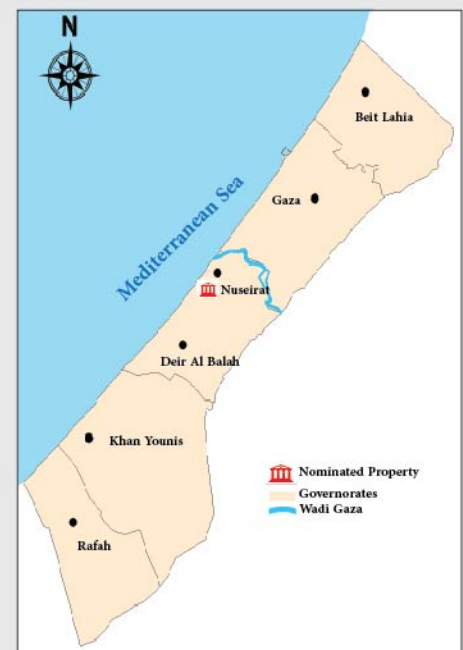 N
Beit Lahia
Gaza
Mediterranean Sea
Nuseirat
Deir Al Balah
Khan Younis
Nominated Property
Governorates
Wadi Gaza
Rafah